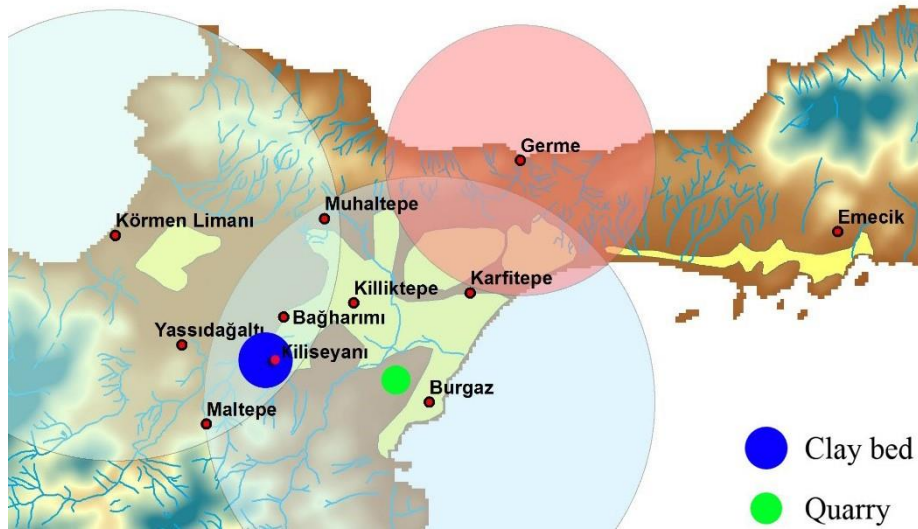 Germe
Muhaltepe
Körmen Limanı
Emecik
Killiktepe
Karfitepe
Bağharımı
Yassıdağaltı
Kiliseyanı
Burgaz
Maltepe
Clay bed
Quarry